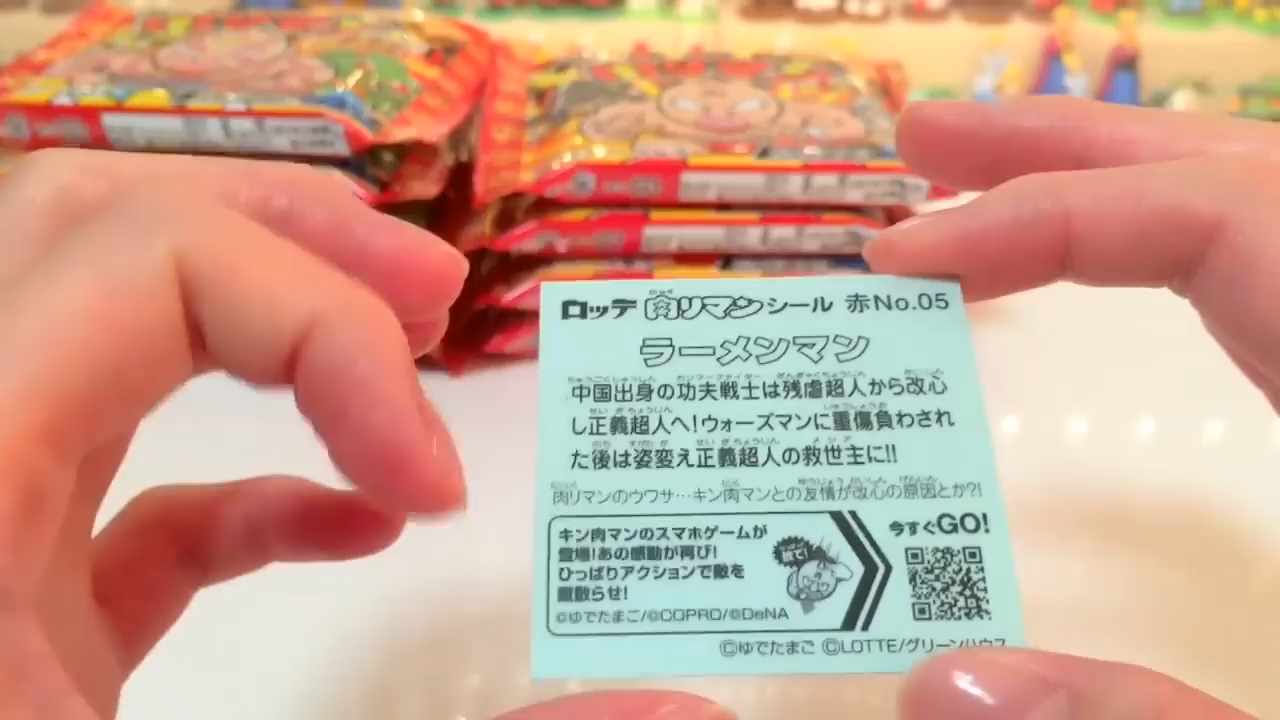 ロッテ 肉リマンシール 赤No.05
ラーメンマン
中国出身の功夫戦士は残虐超人から改心
し正義超人へ!ウォーズマンに重傷負わされ
た後は姿変え正義超人の救世主に!!
肉リマンのウワサ…キン肉マンとの友情が改心の原因とか?!
キン肉マンのスマホゲームが
登場!あの感動が再び!
ひっぱりアクションで敵を
蹴散らせ!
©ゆでたまご/©COPRO/©DeNA
今すぐGO!
©ゆでたまご ©LOTTE/グリーンハウス